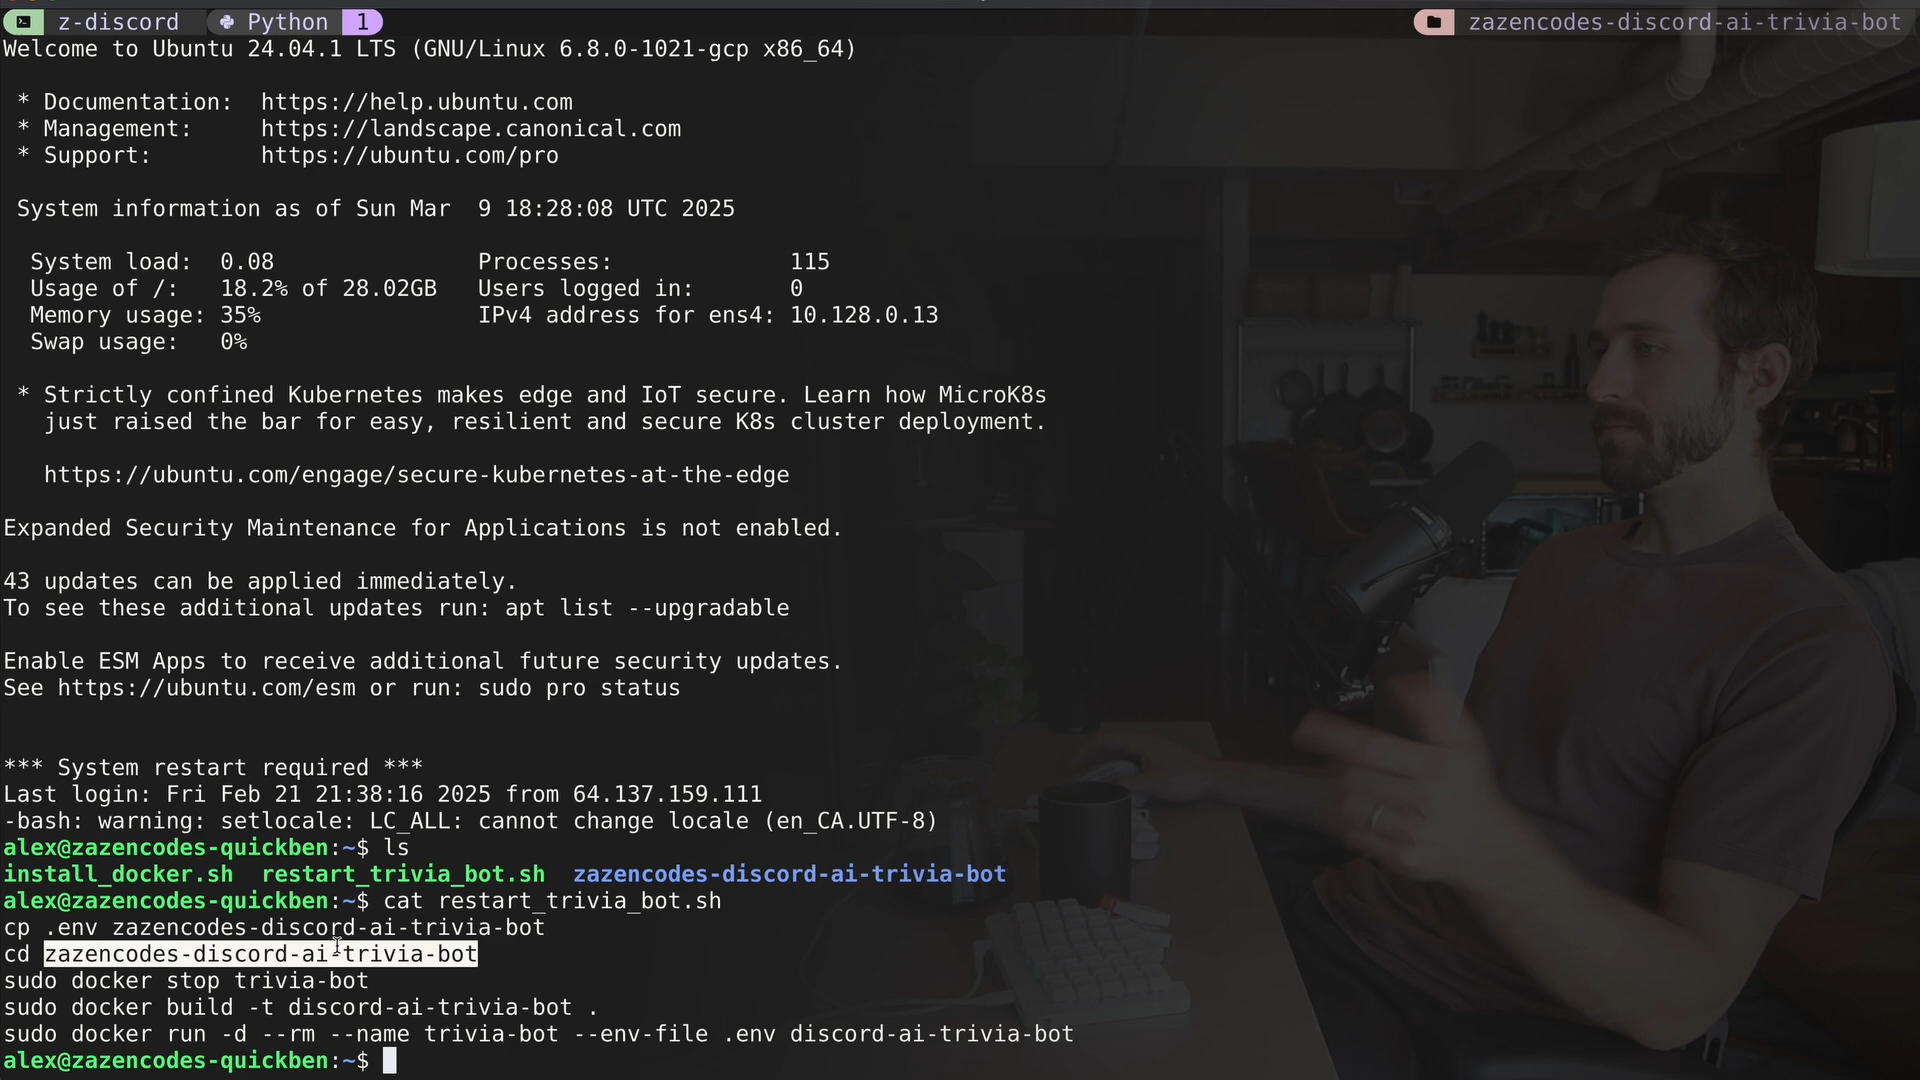 z-discord Python 1 zazencodes-discord-ai-trivia-bot
Welcome to Ubuntu 24.04.1 LTS (GNU/Linux 6.8.0-1021-gcp x86_64)
* Documentation: https://help.ubuntu.com
* Management: https://landscape.canonical.com
* Support: https://ubuntu.com/pro
System information as of Sun Mar 9 18:28:08 UTC 2025
System load: 0.08 Processes: 115
Usage of /: 18.2% of 28.02GB Users logged in: 0
Memory usage: 35% IPv4 address for ens4: 10.128.0.13
Swap usage: 0%
* Strictly confined Kubernetes makes edge and IoT secure. Learn how MicroK8s
just raised the bar for easy, resilient and secure K8s cluster deployment.
https://ubuntu.com/engage/secure-kubernetes-at-the-edge
Expanded Security Maintenance for Applications is not enabled.
43 updates can be applied immediately.
To see these additional updates run: apt list --upgradable
Enable ESM Apps to receive additional future security updates.
See https://ubuntu.com/esm or run: sudo pro status
*** System restart required ***
Last login: Fri Feb 21 21:38:16 2025 from 64.137.159.111
-bash: warning: setlocale: LC_ALL: cannot change locale (en_CA.UTF-8)
alex@zazencodes-quickben:~$ ls
install_docker.sh restart_trivia_bot.sh zazencodes-discord-ai-trivia-bot
alex@zazencodes-quickben:~$ cat restart_trivia_bot.sh
cp .env zazencodes-discord-ai-trivia-bot
cd zazencodes-discord-ai-trivia-bot
sudo docker stop trivia-bot
sudo docker build -t discord-ai-trivia-bot .
sudo docker run -d --rm --name trivia-bot --env-file .env discord-ai-trivia-bot
alex@zazencodes-quickben:~$